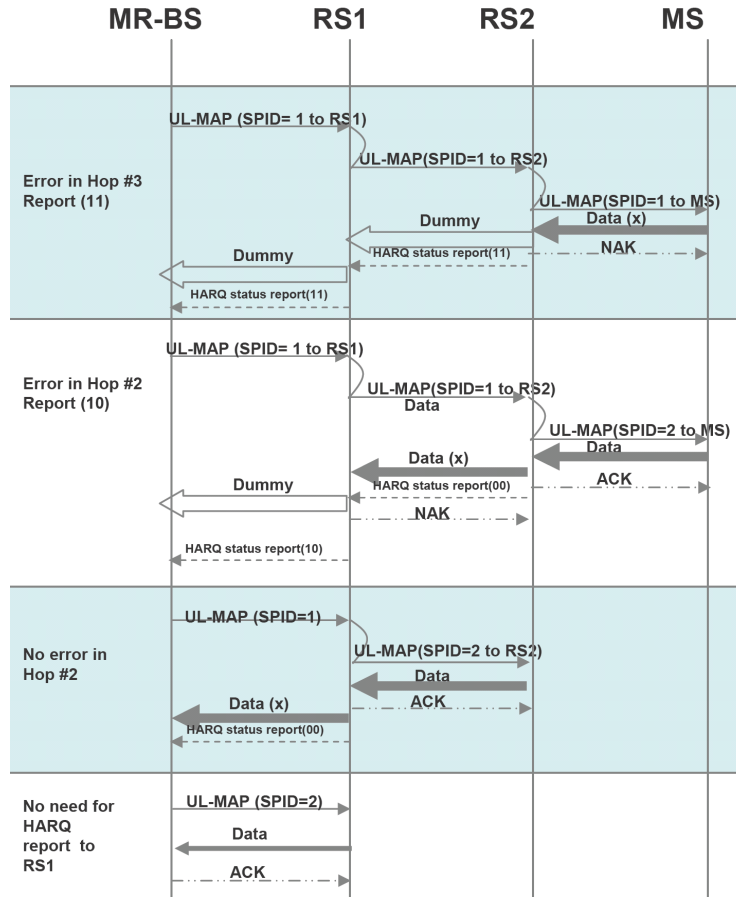 MR-BS RS1 RS2 MS
UL-MAP (SPID= 1 to RS1)
UL-MAP(SPID=1 to RS2)
Error in Hop #3
Report (11)
UL-MAP(SPID=1 to MS)
Data (x)
Dummy
NAK
HARQ status report(11)
Dummy
HARQ status report(11)
UL-MAP (SPID= 1 to RS1)
Error in Hop #2
Report (10)
UL-MAP(SPID=1 to RS2)
Data
UL-MAP(SPID=2 to MS)
Data
Data (x)
ACK
HARQ status report(00)
Dummy
NAK
HARQ status report(10)
UL-MAP (SPID=1)
No error in
Hop #2
UL-MAP(SPID=2 to RS2)
Data
ACK
Data (x)
HARQ status report(00)
No need for
HARQ
report to
RS1
UL-MAP (SPID=2)
Data
ACK